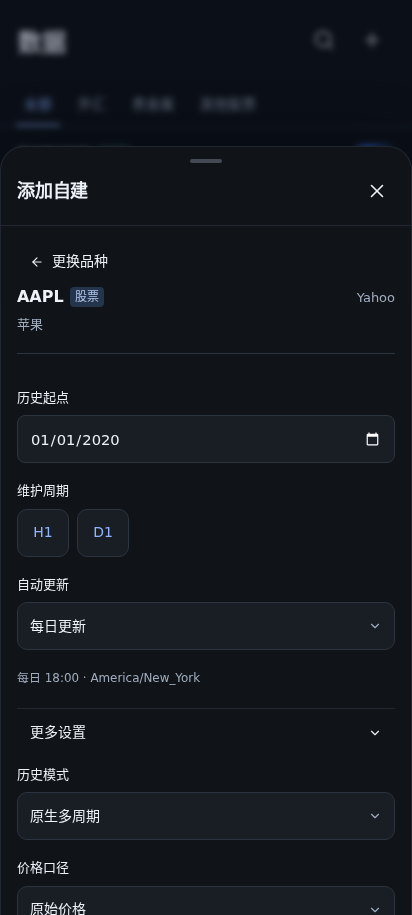 数据
添加自建
更换品种
AAPL 股票 Yahoo
苹果
历史起点
01/01/2020
维护周期
H1 D1
自动更新
每日更新
每日 18:00 · America/New_York
更多设置
历史模式
原生多周期
价格口径
原始价格